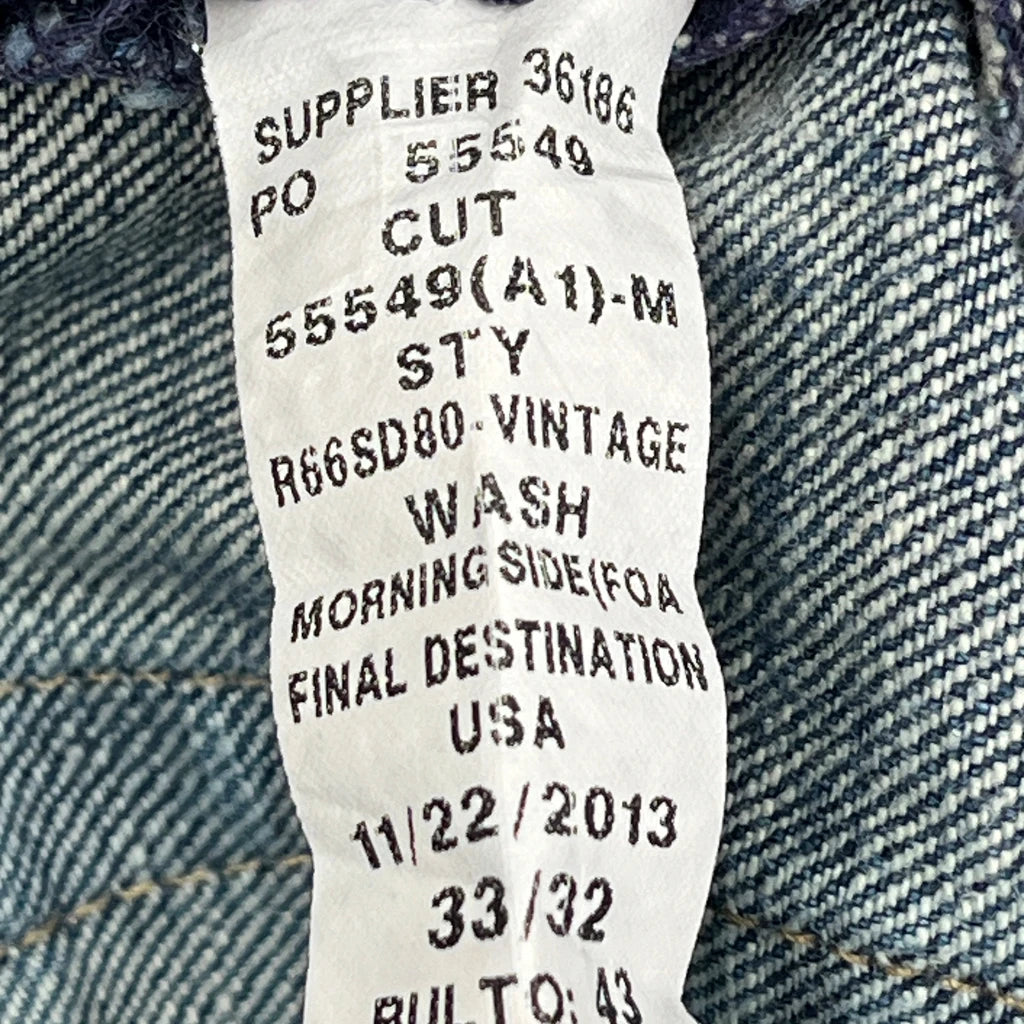 SUPPLIER 36186
PO 55549
CUT
55549(A1)-M
STY
R66SD80-VINTAGE
WASH
MORNING SIDE(FOA
FINAL DESTINATION
USA
11/22/2013
33/32
BULTO: 43